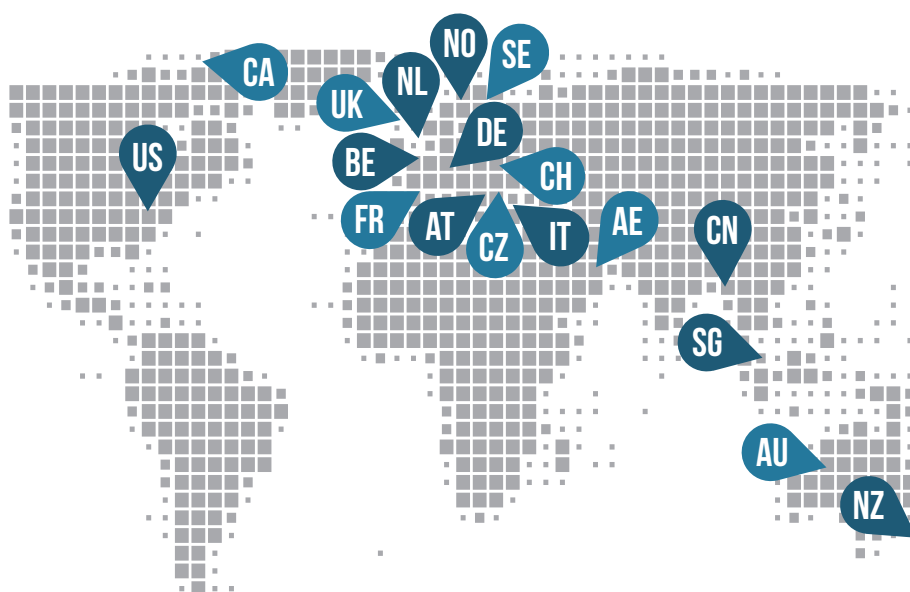 NO
SE
CA
NL
UK
DE
US
BE
CH
FR
AT
AE
IT
CZ
CN
SG
AU
NZ